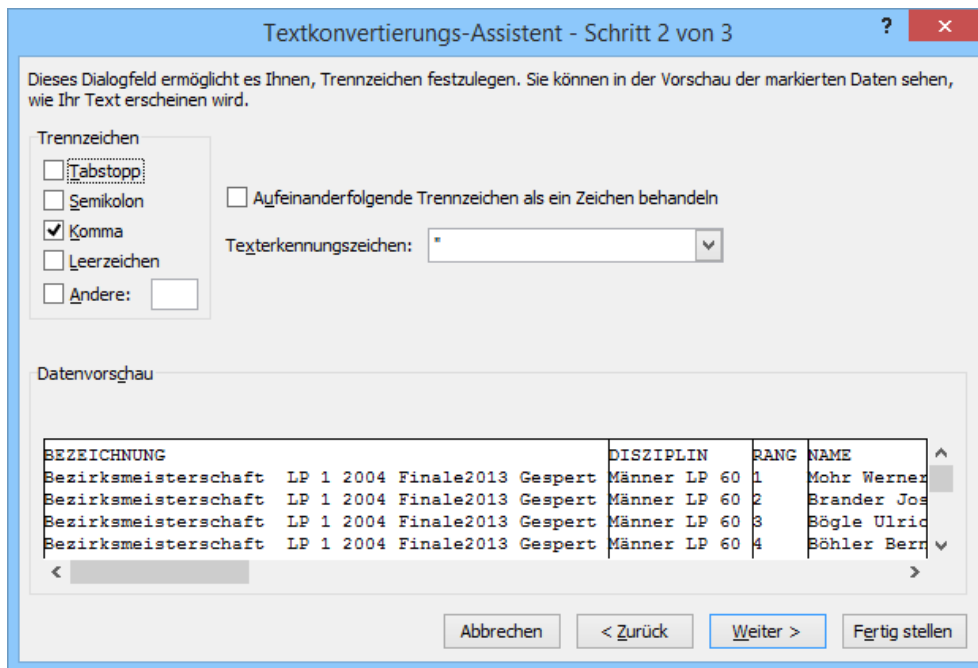 Textkonvertierungs-Assistent - Schritt 2 von 3
?
Dieses Dialogfeld ermöglicht es Ihnen, Trennzeichen festzulegen. Sie können in der Vorschau der markierten Daten sehen,
wie Ihr Text erscheinen wird.
Trennzeichen
Tabstopp
Semikolon
Komma
Leerzeichen
Andere:
Aufeinanderfolgende Trennzeichen als ein Zeichen behandeln
Texterkennungszeichen: "
Datenvorschau
BEZEICHNUNG DISZIPLIN RANG NAME
Bezirksmeisterschaft LP 1 2004 Finale2013 Gespert Männer LP 60 1 Mohr Werner
Bezirksmeisterschaft LP 1 2004 Finale2013 Gespert Männer LP 60 2 Brander Jos
Bezirksmeisterschaft LP 1 2004 Finale2013 Gespert Männer LP 60 3 Bögle Ulric
Bezirksmeisterschaft LP 1 2004 Finale2013 Gespert Männer LP 60 4 Böhler Bern
Abbrechen < Zurück Weiter > Fertig stellen